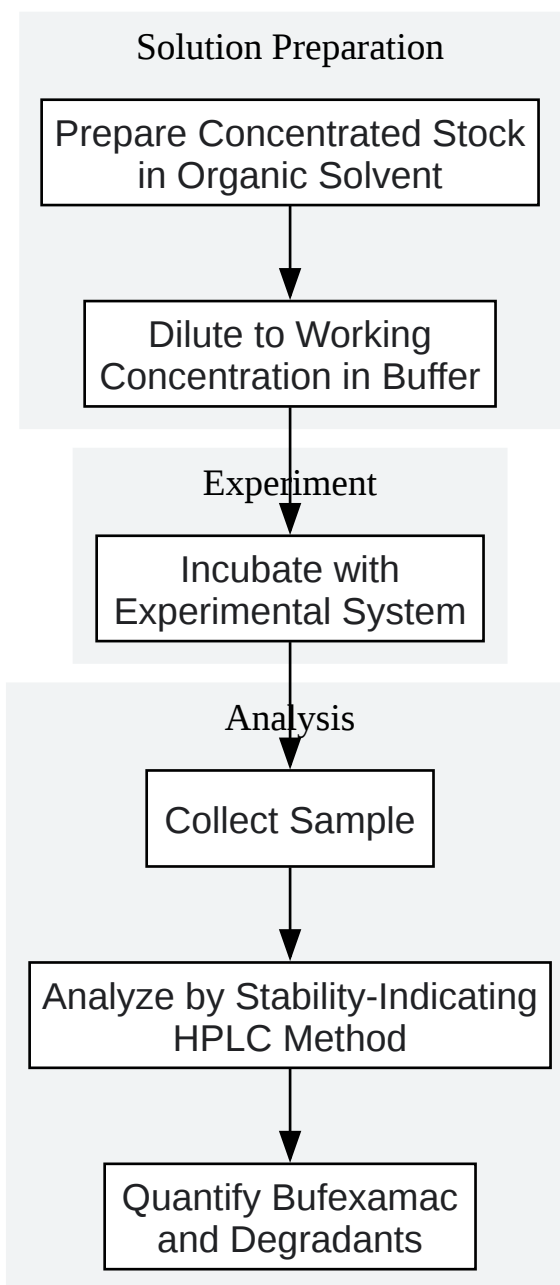 Solution Preparation
Prepare Concentrated Stock
in Organic Solvent
Dilute to Working
Concentration in Buffer
Experiment
Incubate with
Experimental System
Analysis
Collect Sample
Analyze by Stability-Indicating
HPLC Method
Quantify Bufexamac
and Degradants